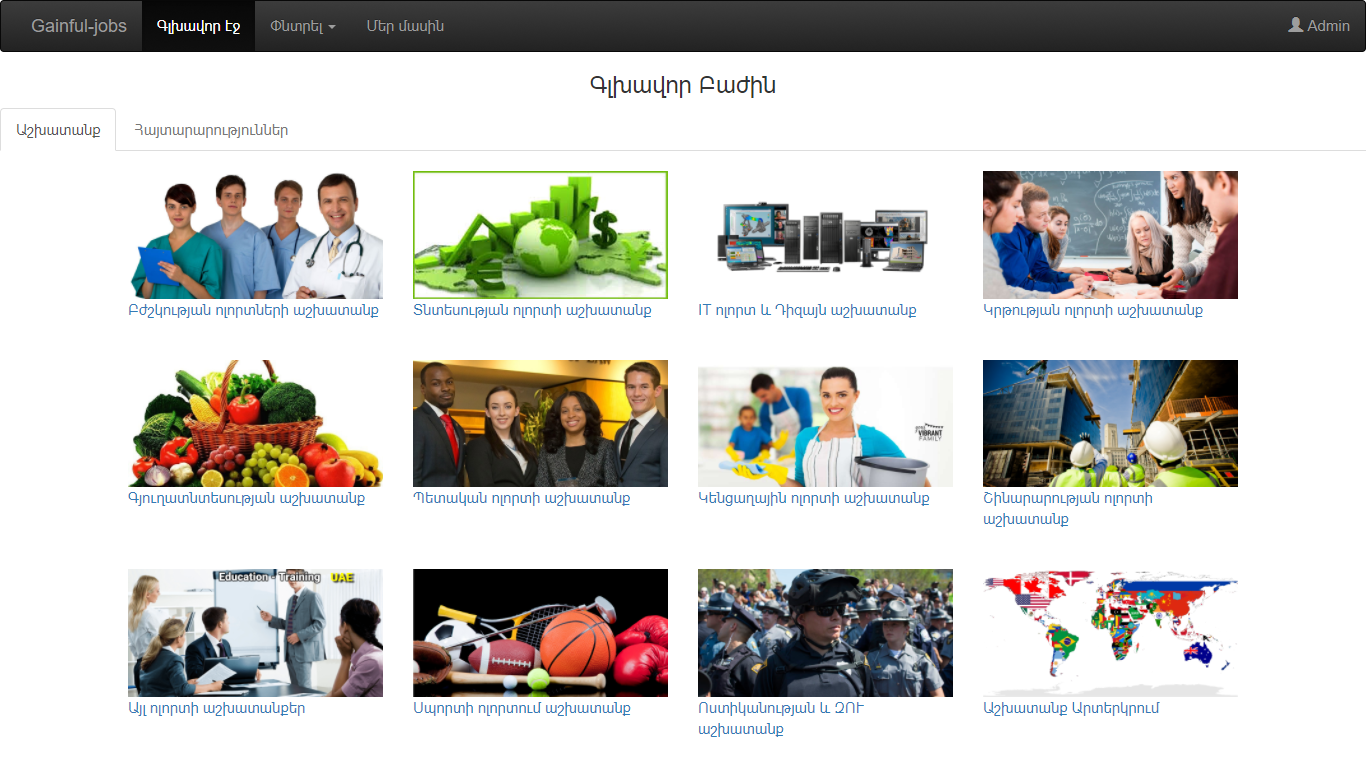 Gainful-jobs
Գլխավոր Էջ
Փնտրել
Մեր մասին
Admin
Գլխավոր Բաժին
Աշխատանք
Հայտարարություններ
Բժշկության ոլորտների աշխատանք
Տնտեսության ոլորտի աշխատանք
IT ոլորտ և Դիզայն աշխատանք
Կրթության ոլորտի աշխատանք
VIBRANT
FAMILY
Գյուղատնտեսության աշխատանք
Պետական ոլորտի աշխատանք
Կենցաղային ոլորտի աշխատանք
Շինարարության ոլորտի
աշխատանք
Education - Training UAE
Այլ ոլորտի աշխատանքեր
Սպորտի ոլորտում աշխատանք
Ոստիկանության և ԶՈՒ
աշխատանք
Աշխատանք Արտերկրում